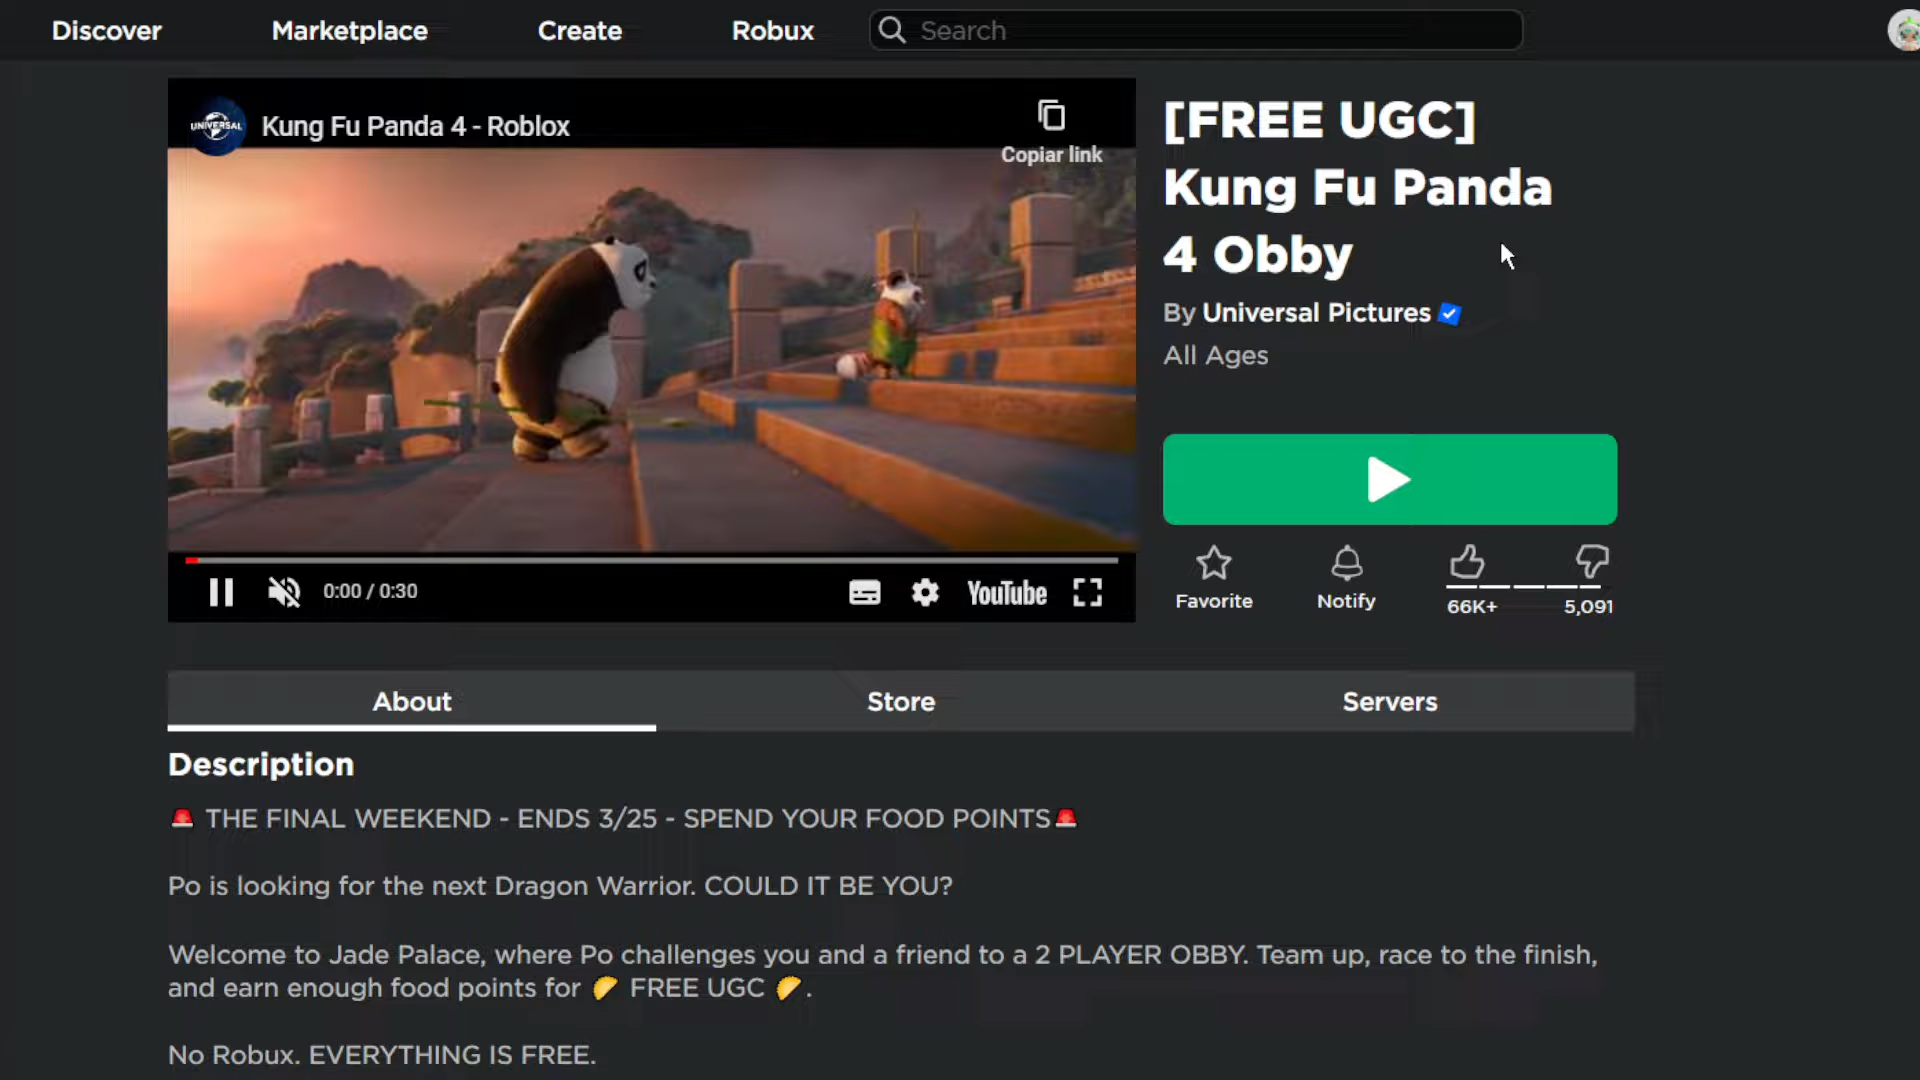 Discover Marketplace Create Robux Search
UNIVERSAL Kung Fu Panda 4 - Roblox
Copiar link
0:00 / 0:30 YouTube
[FREE UGC]
Kung Fu Panda
4 Obby
By Universal Pictures
All Ages
Favorite Notify 66K+ 5,091
About Store Servers
Description
🚨 THE FINAL WEEKEND - ENDS 3/25 - SPEND YOUR FOOD POINTS🚨
Po is looking for the next Dragon Warrior. COULD IT BE YOU?
Welcome to Jade Palace, where Po challenges you and a friend to a 2 PLAYER OBBY. Team up, race to the finish,
and earn enough food points for 🥟 FREE UGC 🥟.
No Robux. EVERYTHING IS FREE.